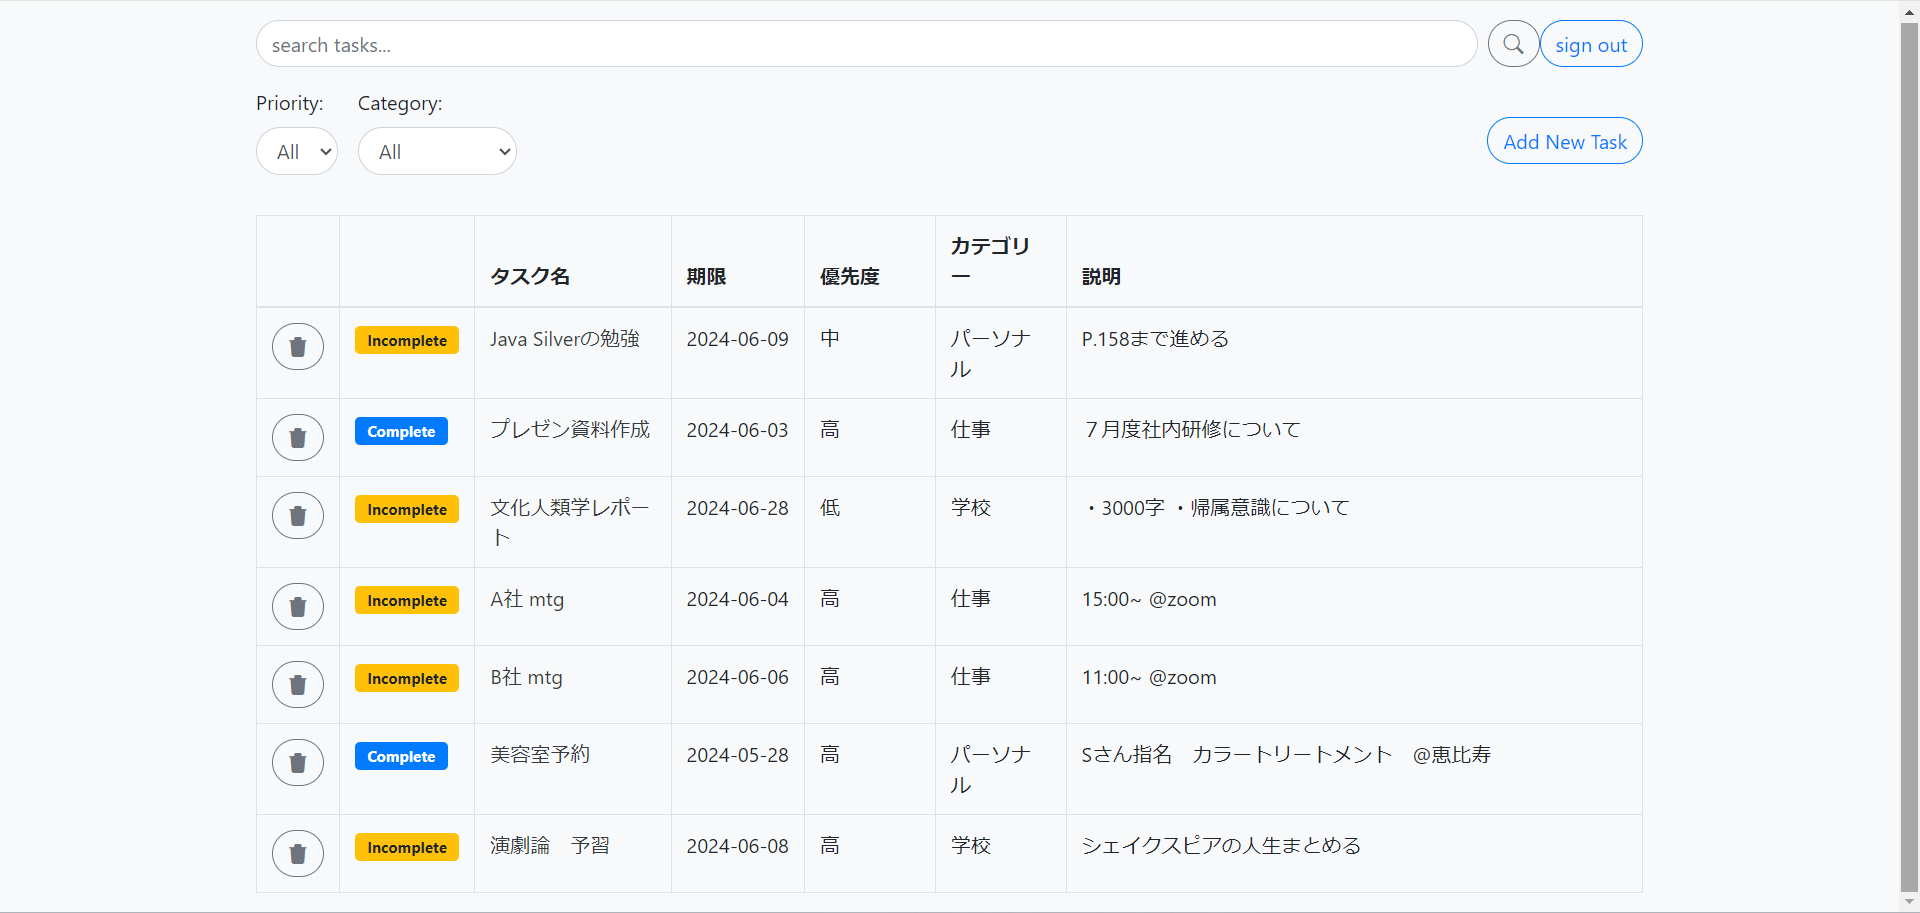 search tasks...
sign out
Priority: Category:
All All
Add New Task
タスク名 期限 優先度 カテゴリ
ー 説明
Incomplete Java Silverの勉強 2024-06-09 中 パーソナ
ル P.158まで進める
Complete プレゼン資料作成 2024-06-03 高 仕事 ７月度社内研修について
Incomplete 文化人類学レポー
ト 2024-06-28 低 学校 ・3000字 ・帰属意識について
Incomplete A社 mtg 2024-06-04 高 仕事 15:00~ @zoom
Incomplete B社 mtg 2024-06-06 高 仕事 11:00~ @zoom
Complete 美容室予約 2024-05-28 高 パーソナ
ル Sさん指名　カラートリートメント　@恵比寿
Incomplete 演劇論　予習 2024-06-08 高 学校 シェイクスピアの人生まとめる